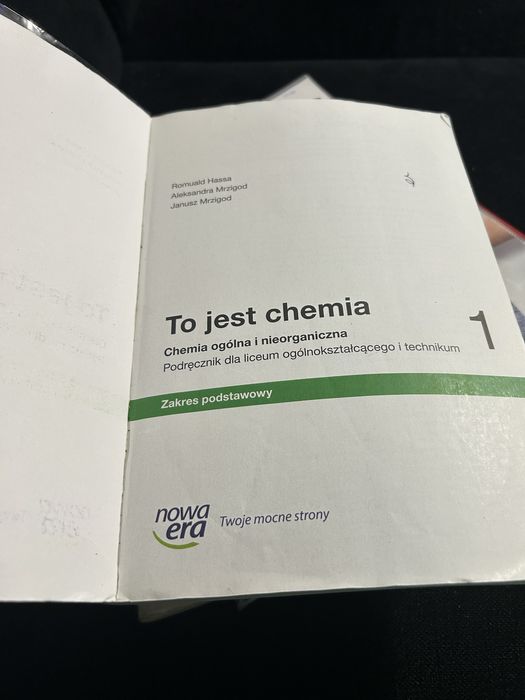 Romuald Hassa
Aleksandra Mrzigod
Janusz Mrzigod
To jest chemia
1
Chemia ogólna i nieorganiczna
Podręcznik dla liceum ogólnokształcącego i technikum
Zakres podstawowy
nowa
era
Twoje mocne strony